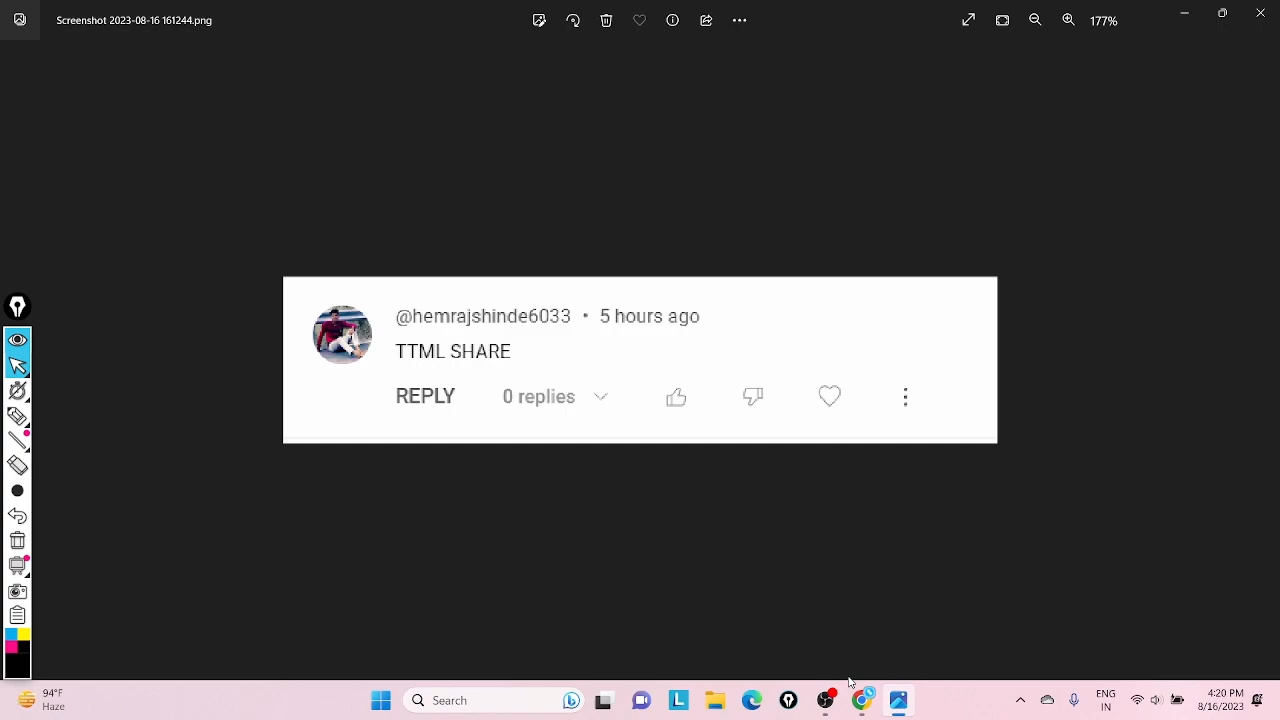 Screenshot 2023-08-16 161244.png
177%
@hemrajshinde6033 • 5 hours ago
TTML SHARE
REPLY 0 replies
94°F
Haze
Search
L
ENG
IN
4:20 PM
8/16/2023